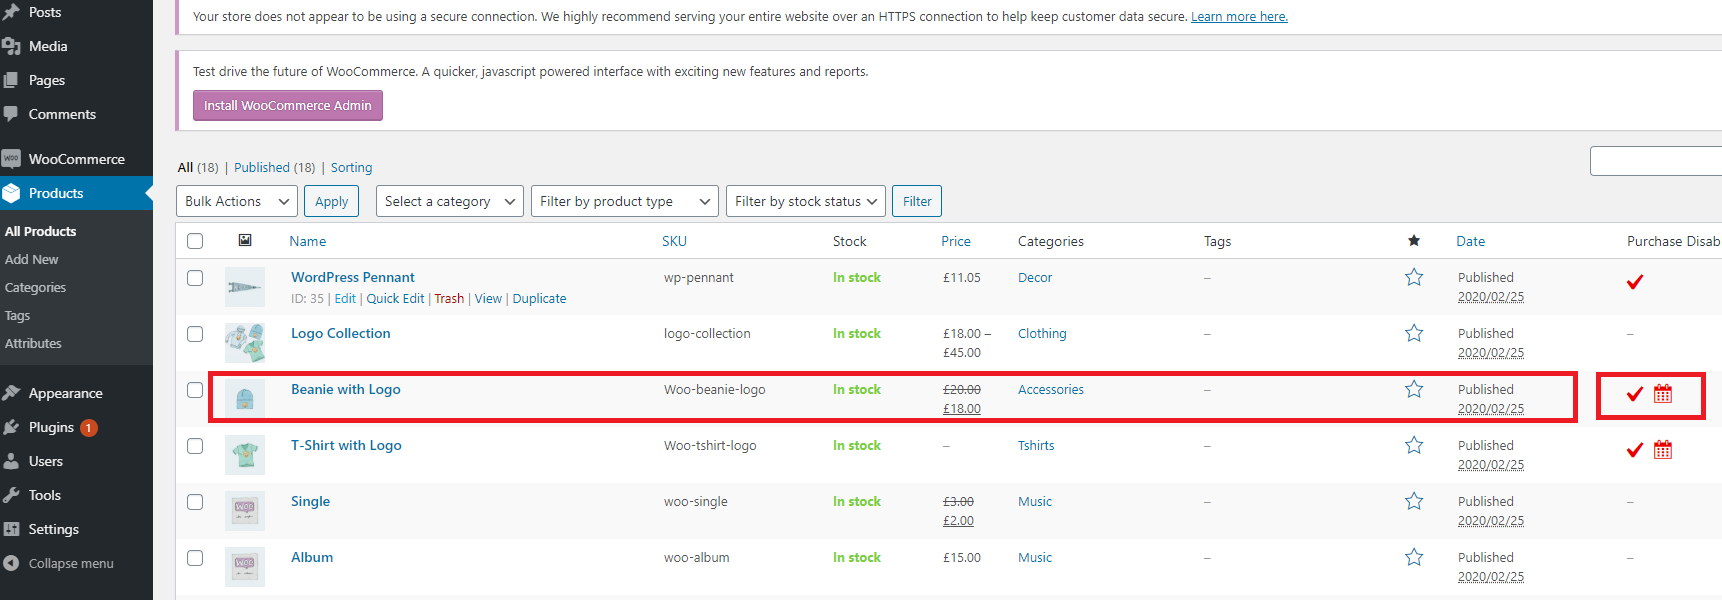 Posts
Media
Pages
Comments
WooCommerce
Products
All Products
Add New
Categories
Tags
Attributes
Appearance
Plugins 1
Users
Tools
Settings
Collapse menu
Your store does not appear to be using a secure connection. We highly recommend serving your entire website over an HTTPS connection to help keep customer data secure. Learn more here.
Test drive the future of WooCommerce. A quicker, javascript powered interface with exciting new features and reports.
Install WooCommerce Admin
All (18) | Published (18) | Sorting
Bulk Actions Apply Select a category Filter by product type Filter by stock status Filter
Name SKU Stock Price Categories Tags Date Purchase Disab
WordPress Pennant wp-pennant In stock £11.05 Decor – Published
ID: 35 | Edit | Quick Edit | Trash | View | Duplicate 2020/02/25
Logo Collection logo-collection In stock £18.00 – Clothing – Published –
£45.00 2020/02/25
Beanie with Logo Woo-beanie-logo In stock £20.00 Accessories – Published
£18.00 2020/02/25
T-Shirt with Logo Woo-tshirt-logo In stock – Tshirts – Published
2020/02/25
Single woo-single In stock £3.00 Music – Published –
£2.00 2020/02/25
Album woo-album In stock £15.00 Music – Published –
2020/02/25